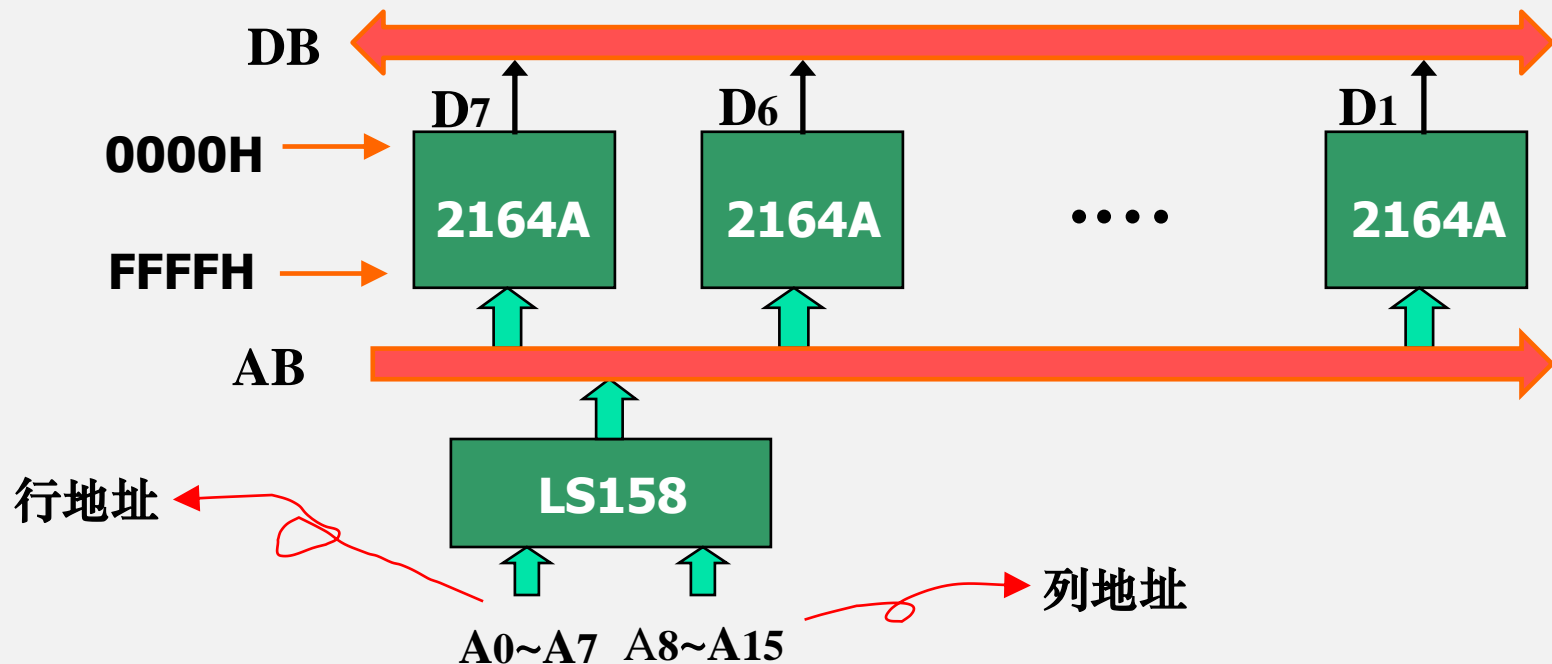 DB
D7
D6
D1
0000H
2164A
2164A
••••
2164A
FFFFH
AB
LS158
行地址
列地址
A0~A7 A8~A15